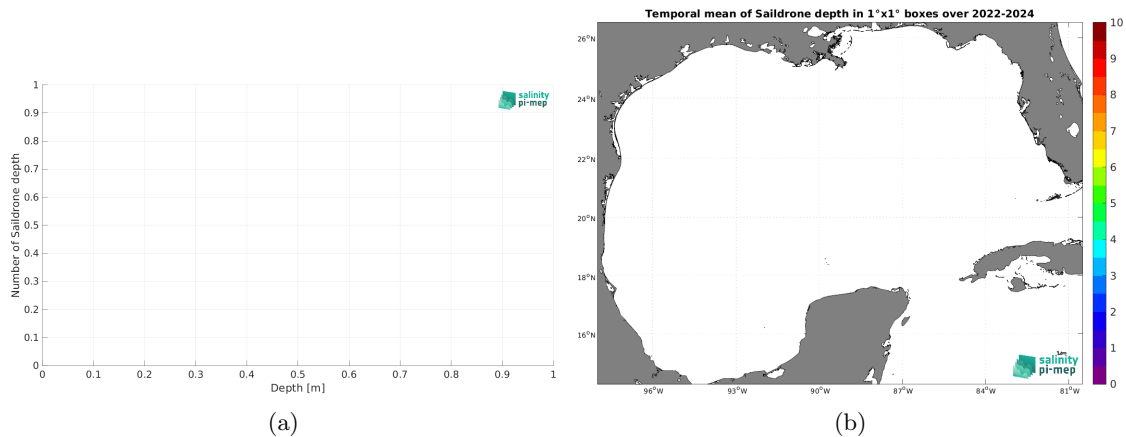 Temporal mean of Saildrone depth in 1°x1° boxes over 2022-2024
Number of Saildrone depth
1
0.9
0.8
0.7
0.6
0.5
0.4
0.3
0.2
0.1
0
0 0.1 0.2 0.3 0.4 0.5 0.6 0.7 0.8 0.9 1
Depth [m]
salinity
pi-mep
(a)
26°N
24°N
22°N
20°N
18°N
16°N
96°W 93°W 90°W 87°W 84°W 81°W
salinity
pi-mep
10
9
8
7
6
5
4
3
2
1
0
(b)